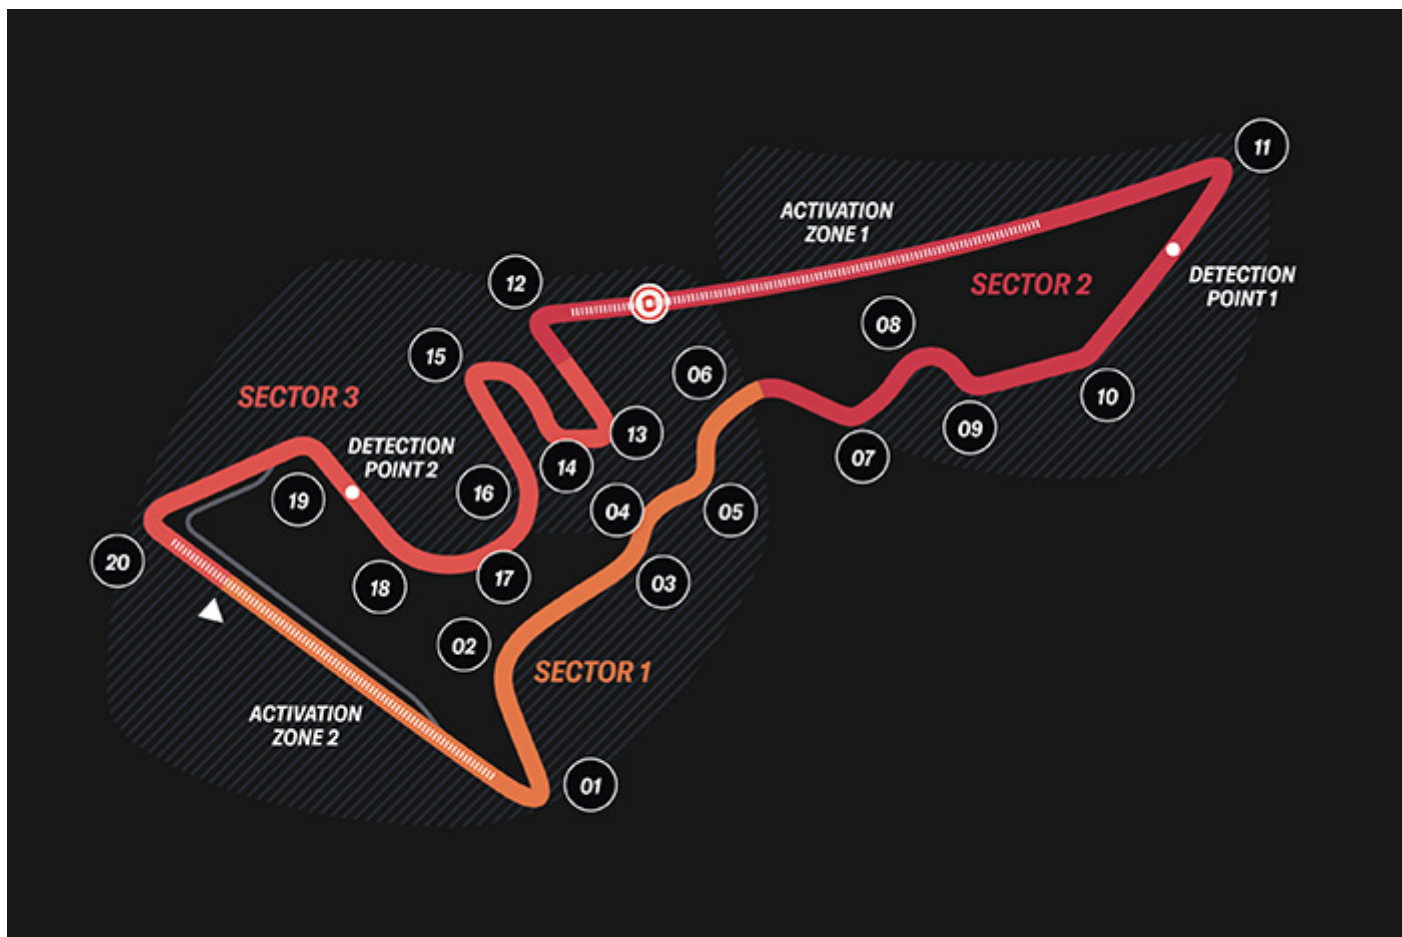 11
ACTIVATION
ZONE 1
12
SECTOR 2
DETECTION
POINT 1
08
15
06
SECTOR 3
10
13
09
DETECTION
POINT 2
07
14
16
19
04
05
20
17
03
18
02
SECTOR 1
ACTIVATION
ZONE 2
01